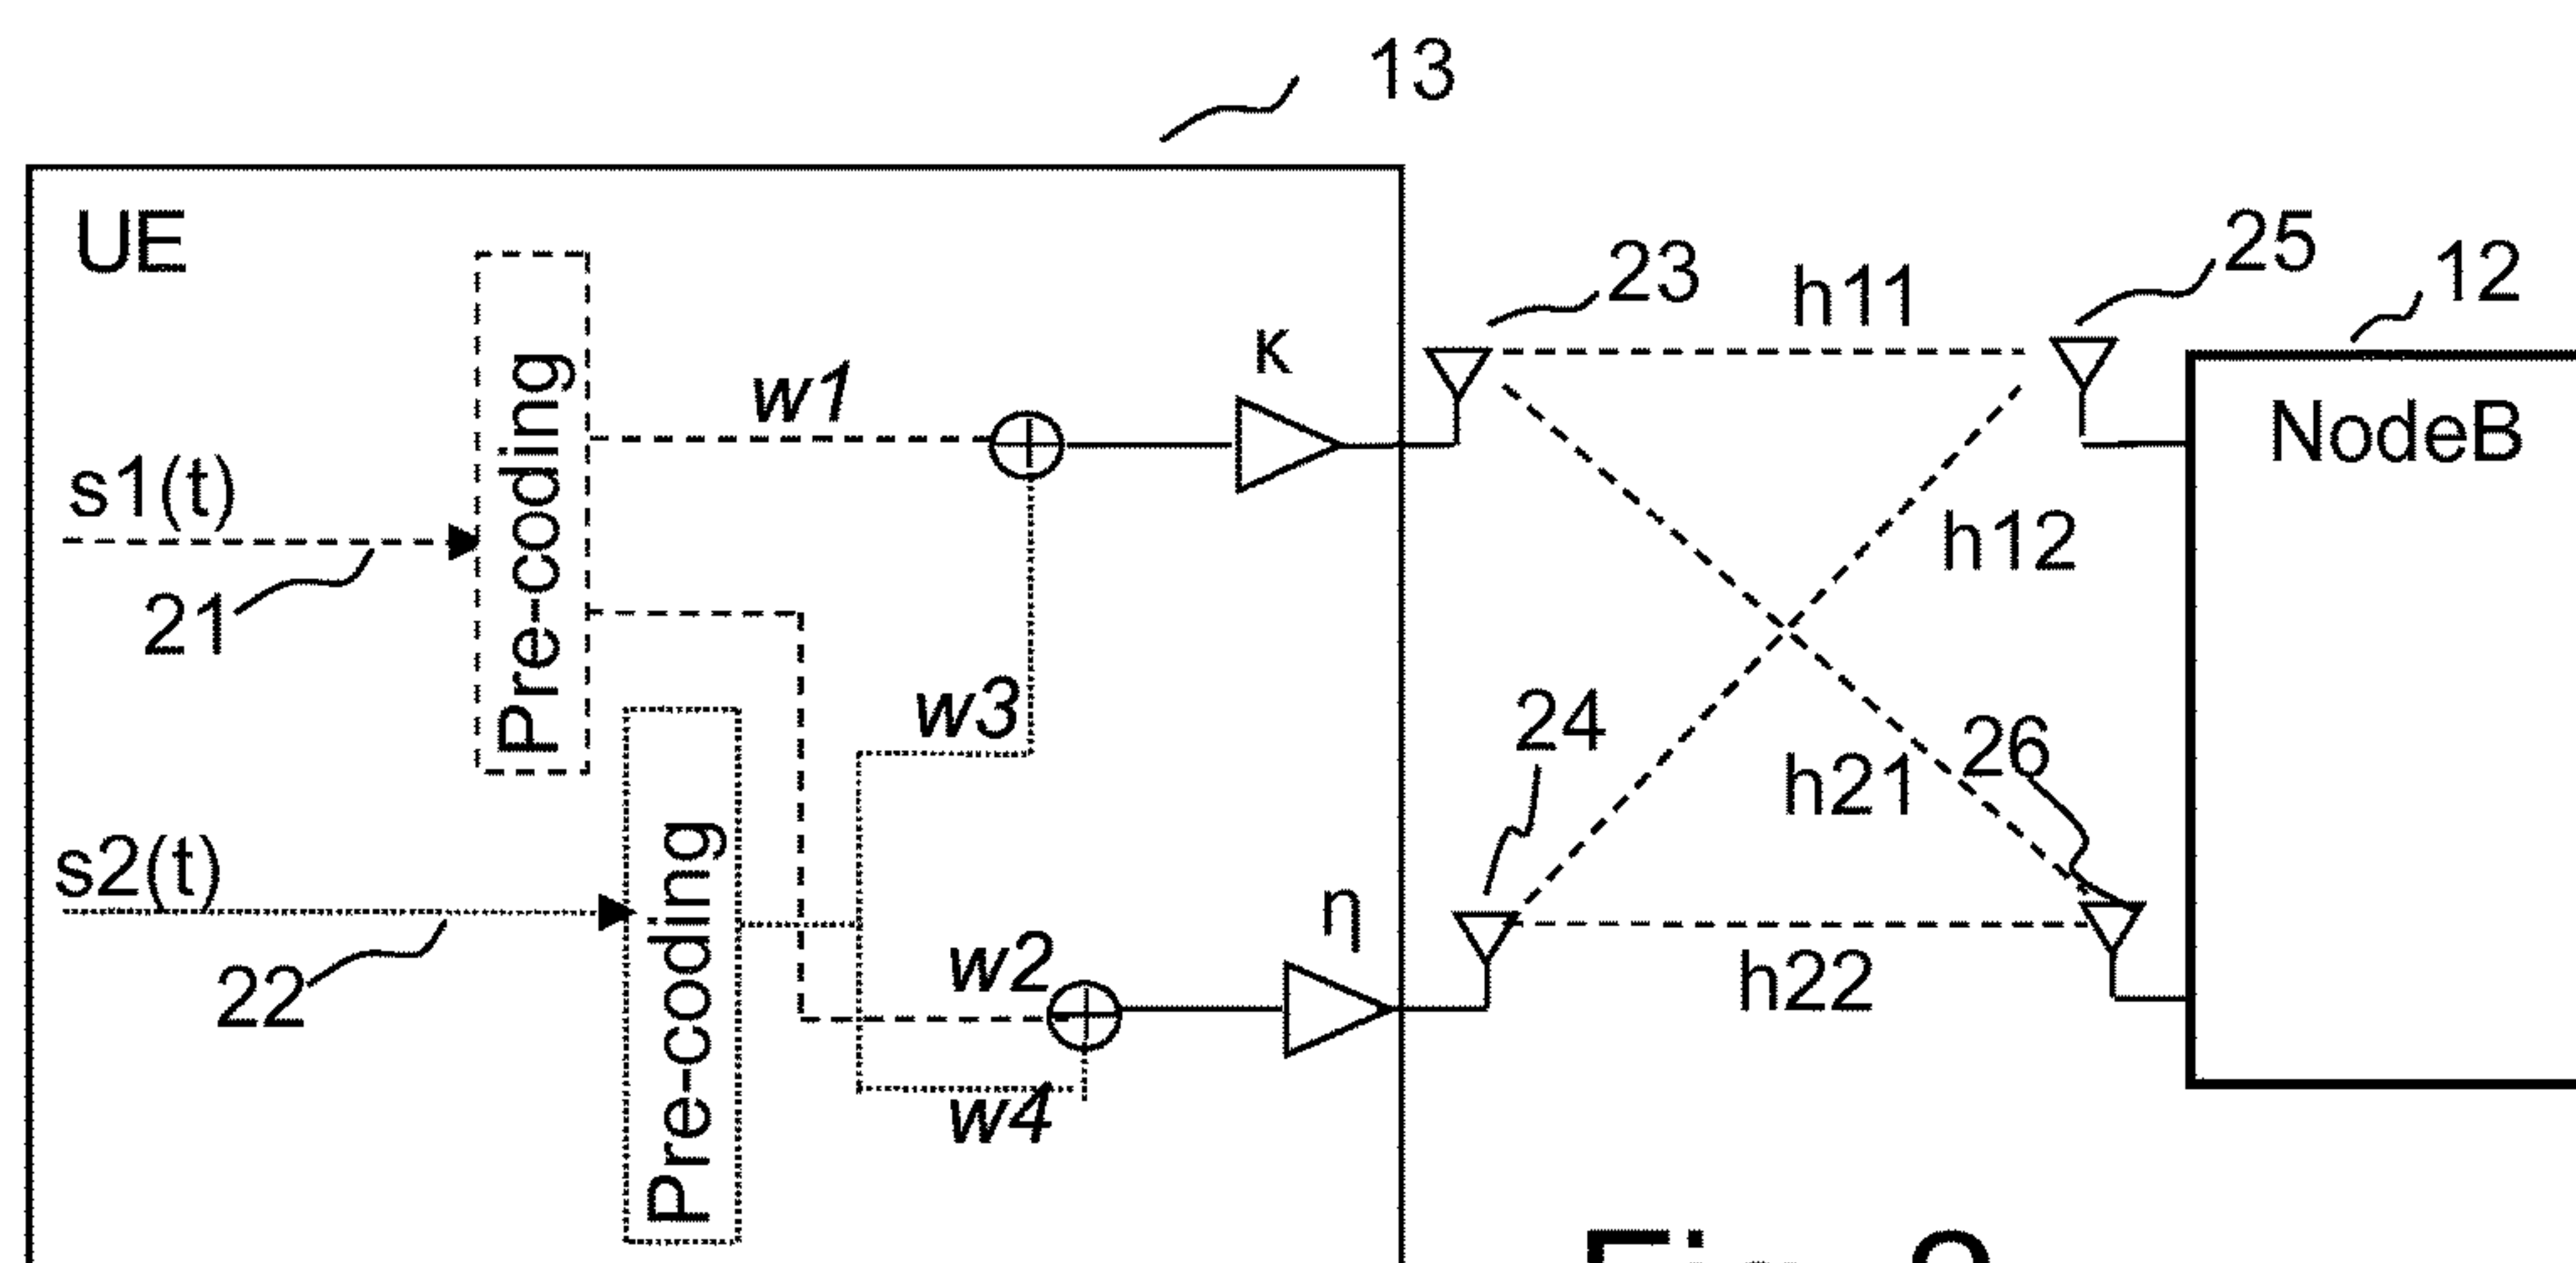 13
UE
23
h11
25
12
K
NodeB
Pre-coding
w1
s1(t)
h12
21
w3
24
26
h21
s2(t)
Pre-coding
η
w2
22
h22
w4